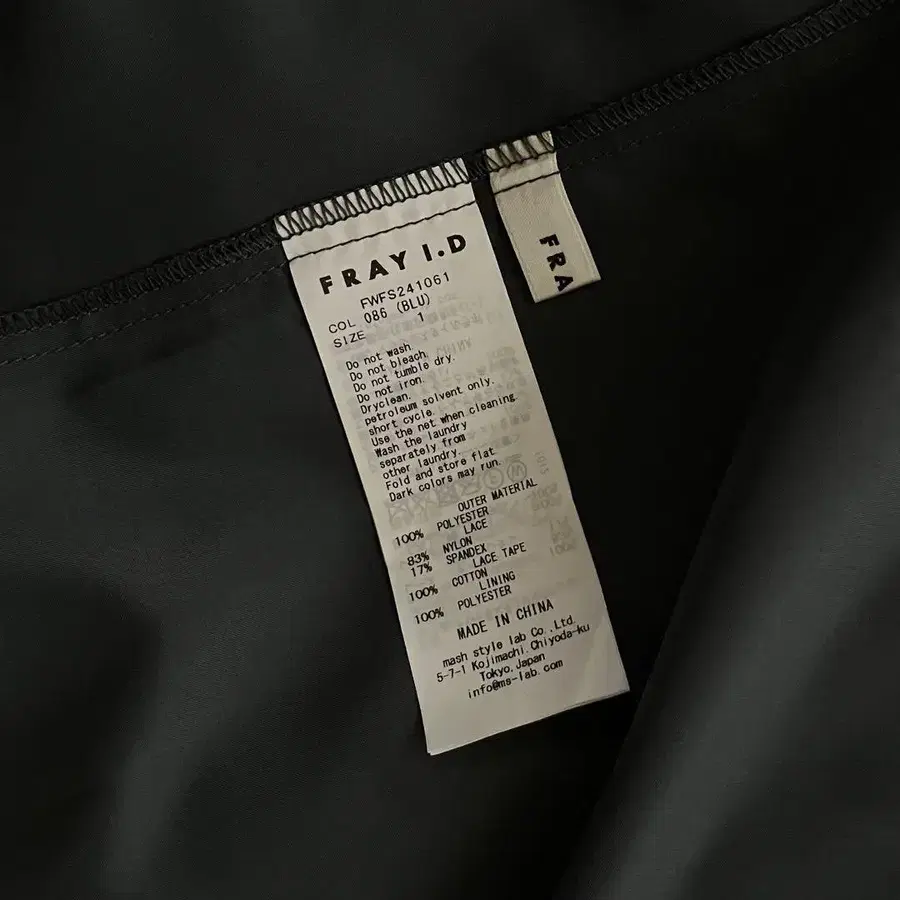 FRAY I.D
FWFS241061
COL 086 (BLU)
SIZE 1
Do not wash.
Do not bleach.
Do not tumble dry.
Do not iron.
Dryclean.
petroleum solvent only.
short cycle.
Use the net when cleaning.
Wash the laundry
separately from
other laundry.
Fold and store flat.
Dark colors may run.
OUTER MATERIAL
100% POLYESTER
LACE
83% NYLON
17% SPANDEX
LACE TAPE
100% COTTON
LINING
100% POLYESTER
MADE IN CHINA
mash style lab Co.,Ltd.
5-7-1 Kojimachi.Chiyoda-ku
Tokyo.Japan
info@ms-lab.com
FRA